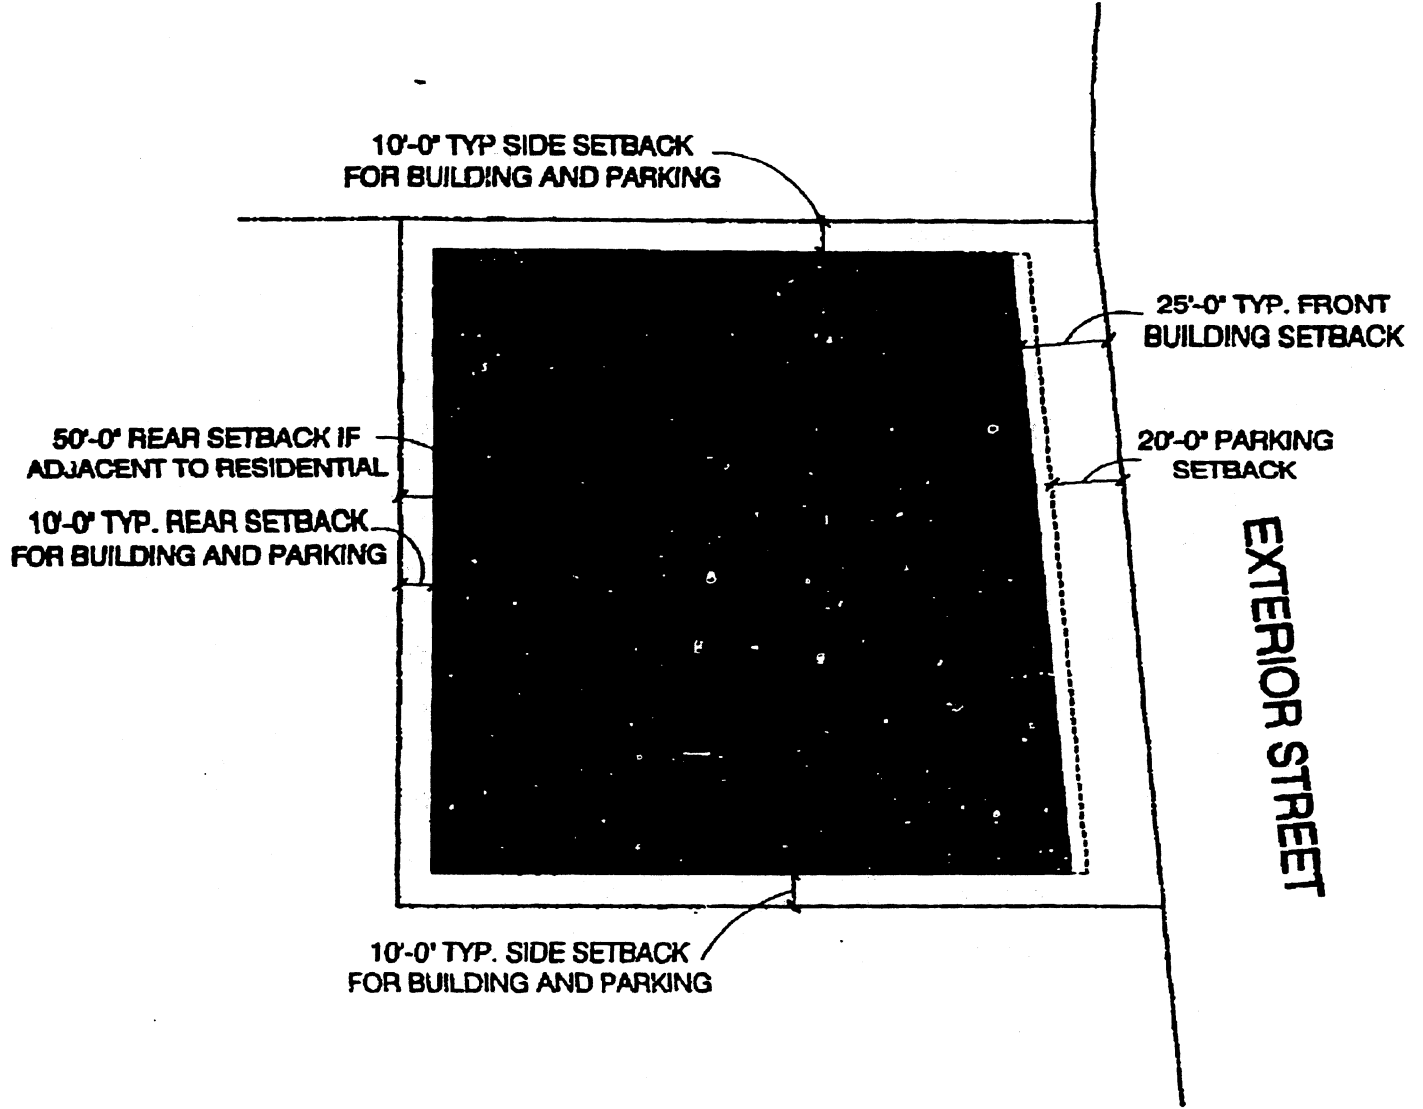 10'-0" TYP SIDE SETBACK
FOR BUILDING AND PARKING
25'-0" TYP. FRONT
BUILDING SETBACK
50'-0" REAR SETBACK IF
ADJACENT TO RESIDENTIAL
20'-0" PARKING
SETBACK
10'-0" TYP. REAR SETBACK
FOR BUILDING AND PARKING
EXTERIOR STREET
10'-0" TYP. SIDE SETBACK
FOR BUILDING AND PARKING